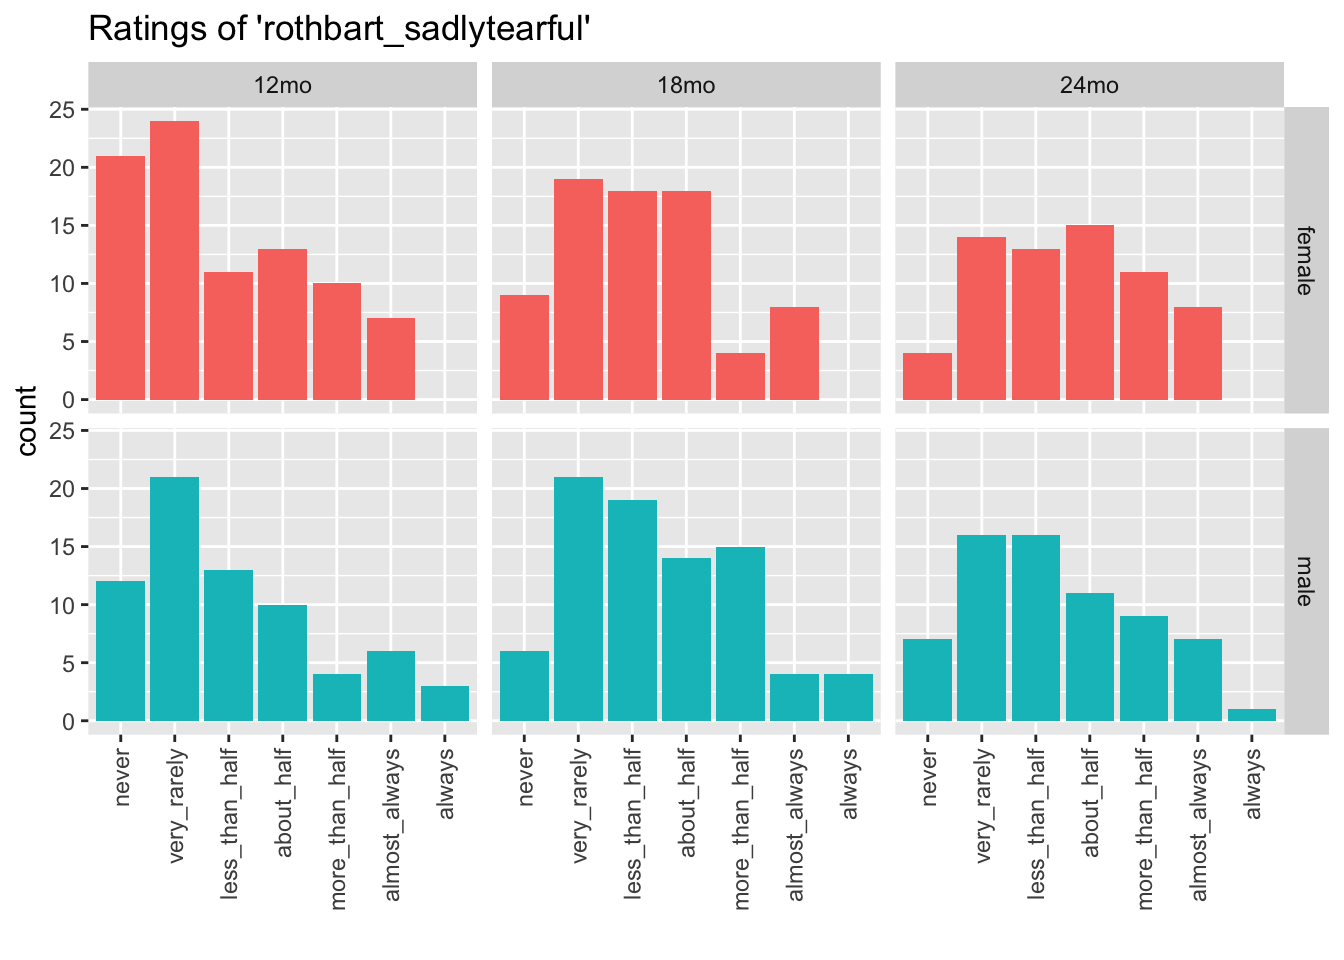 Ratings of 'rothbart_sadlytearful'
12mo 18mo 24mo
25
20
15
10
5
0
female
count
25
20
15
10
5
0
male
never very_rarely less_than_half about_half more_than_half almost_always always
never very_rarely less_than_half about_half more_than_half almost_always always
never very_rarely less_than_half about_half more_than_half almost_always always